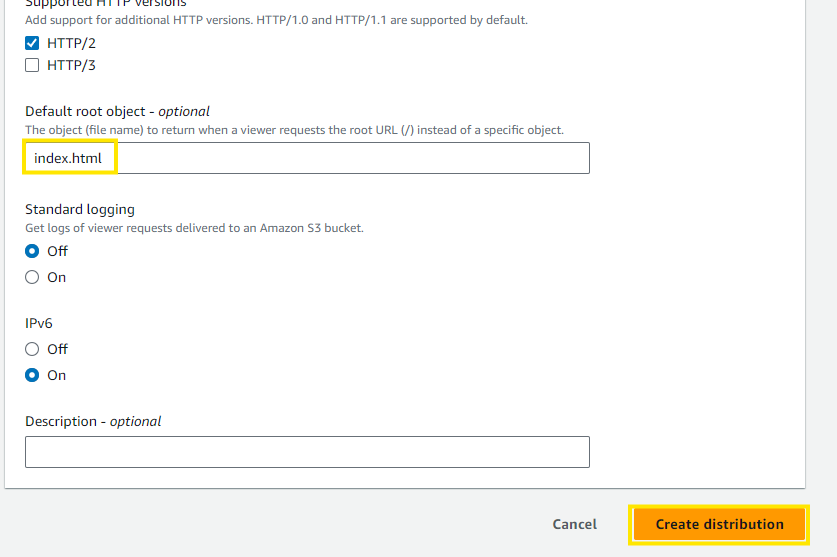 Supported HTTP versions
Add support for additional HTTP versions. HTTP/1.0 and HTTP/1.1 are supported by default.
HTTP/2
HTTP/3
Default root object - optional
The object (file name) to return when a viewer requests the root URL (/) instead of a specific object.
index.html
Standard logging
Get logs of viewer requests delivered to an Amazon S3 bucket.
Off
On
IPv6
Off
On
Description - optional
Cancel
Create distribution